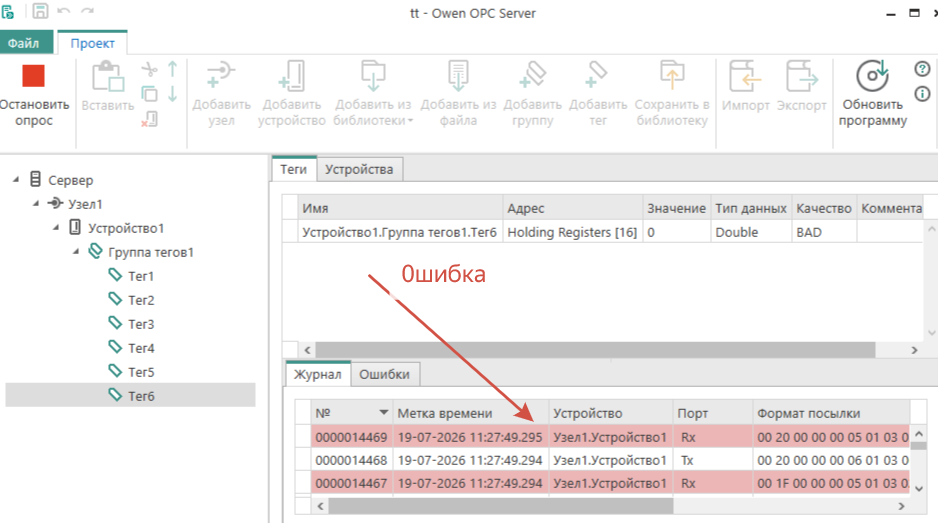 tt - Owen OPC Server
Файл Проект
Остановить опрос
Вставить
Добавить узел
Добавить устройство
Добавить из библиотеки
Добавить из файла
Добавить группу
Добавить тег
Сохранить в библиотеку
Импорт
Экспорт
Обновить программу
Сервер
Узел1
Устройство1
Группа тегов1
Тег1
Тег2
Тег3
Тег4
Тег5
Тег6
Теги Устройства
Имя Адрес Значение Тип данных Качество Коммента
Устройство1.Группа тегов1.Тег6 Holding Registers [16] 0 Double BAD
0шибка
Журнал Ошибки
№ Метка времени Устройство Порт Формат посылки
0000014469 19-07-2026 11:27:49.295 Узел1.Устройство1 Rx 00 20 00 00 00 05 01 03 0
0000014468 19-07-2026 11:27:49.294 Узел1.Устройство1 Tx 00 20 00 00 00 06 01 03 0
0000014467 19-07-2026 11:27:49.294 Узел1.Устройство1 Rx 00 1F 00 00 00 05 01 03 0